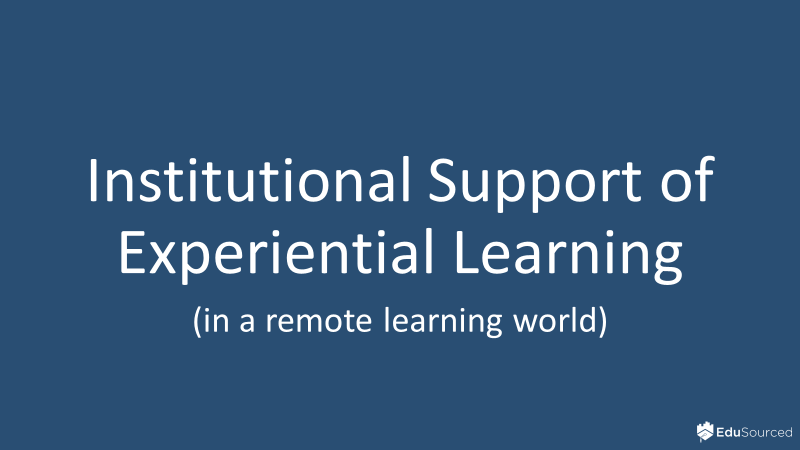 Institutional Support of
Experiential Learning
(in a remote learning world)
EduSourced